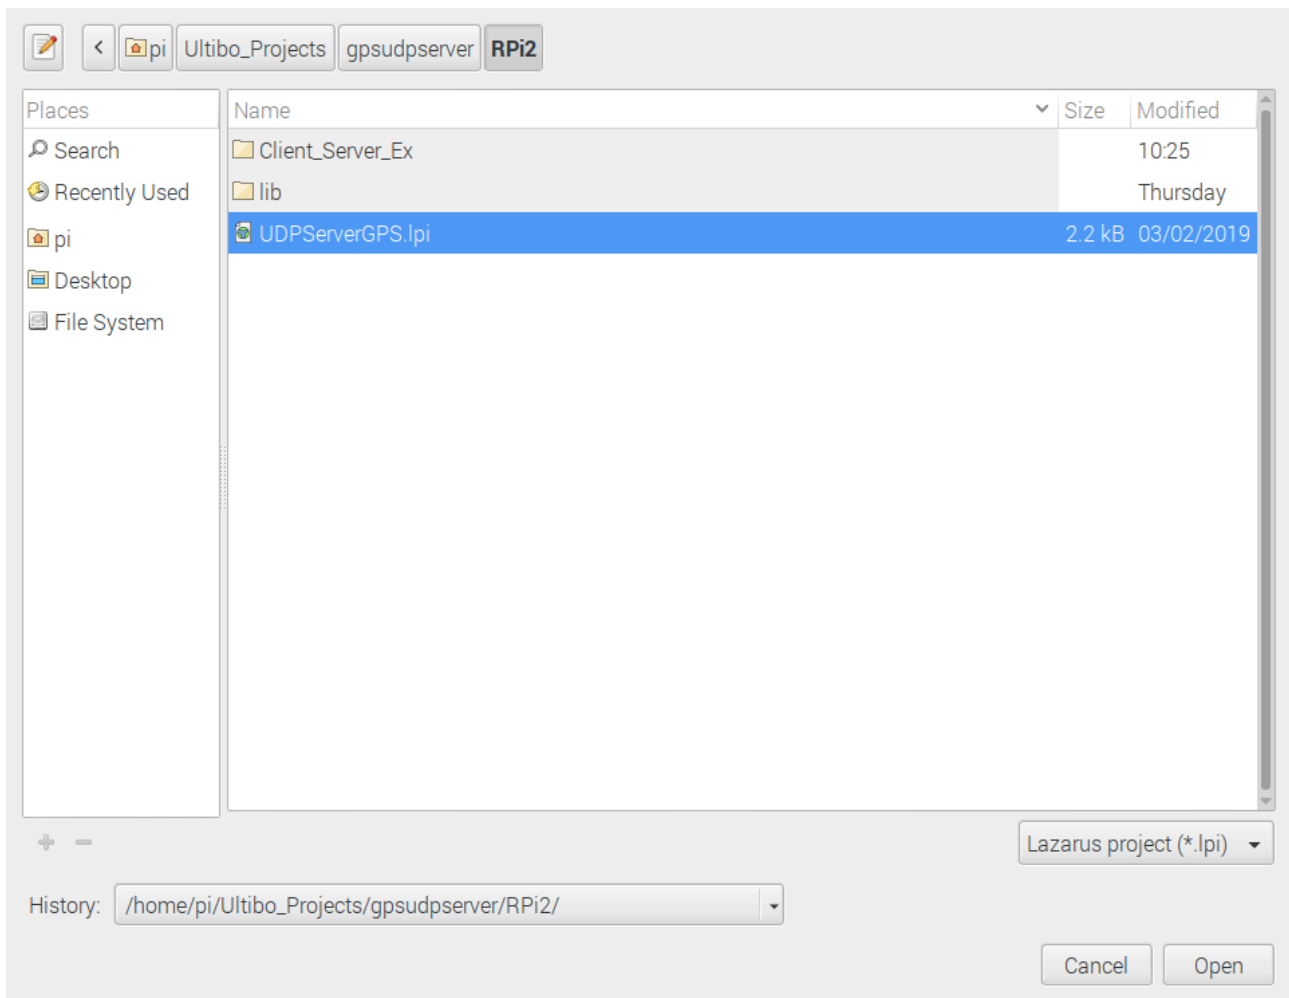 pi Ultibo_Projects gpsudpserver RPi2
Places Name Size Modified
Search Client_Server_Ex 10:25
Recently Used lib Thursday
pi UDPServerGPS.lpi 2.2 kB 03/02/2019
Desktop
File System
Lazarus project (*.lpi)
History: /home/pi/Ultibo_Projects/gpsudpserver/RPi2/
Cancel Open